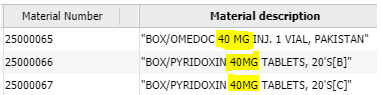 Material Number Material description
25000065 "BOX/OMEDOC 40 MG INJ. 1 VIAL, PAKISTAN"
25000066 "BOX/PYRIDOXIN 40MG TABLETS, 20'S[B]"
25000067 "BOX/PYRIDOXIN 40MG TABLETS, 20'S[C]"